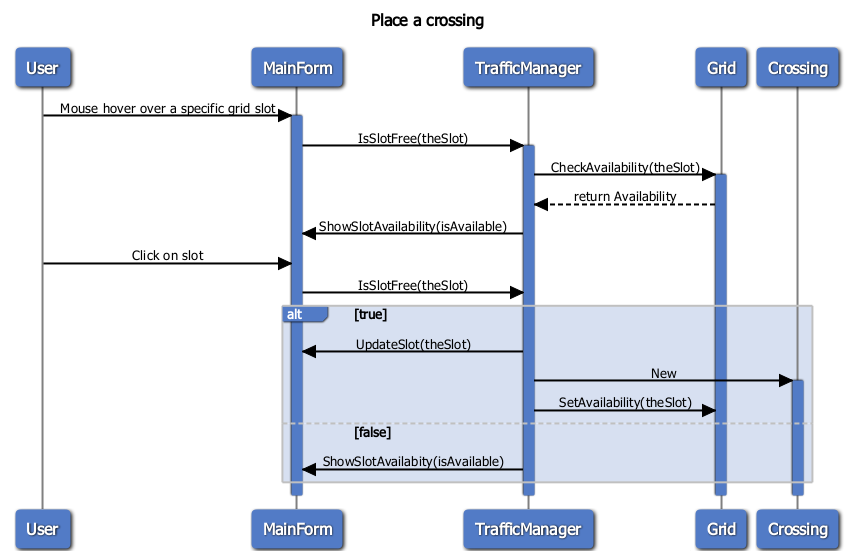 Place a crossing
User MainForm TrafficManager Grid Crossing
Mouse hover over a specific grid slot
IsSlotFree(theSlot)
CheckAvailability(theSlot)
return Availability
ShowSlotAvailability(isAvailable)
Click on slot
IsSlotFree(theSlot)
alt [true]
UpdateSlot(theSlot)
New
SetAvailability(theSlot)
[false]
ShowSlotAvailabity(isAvailable)
User MainForm TrafficManager Grid Crossing